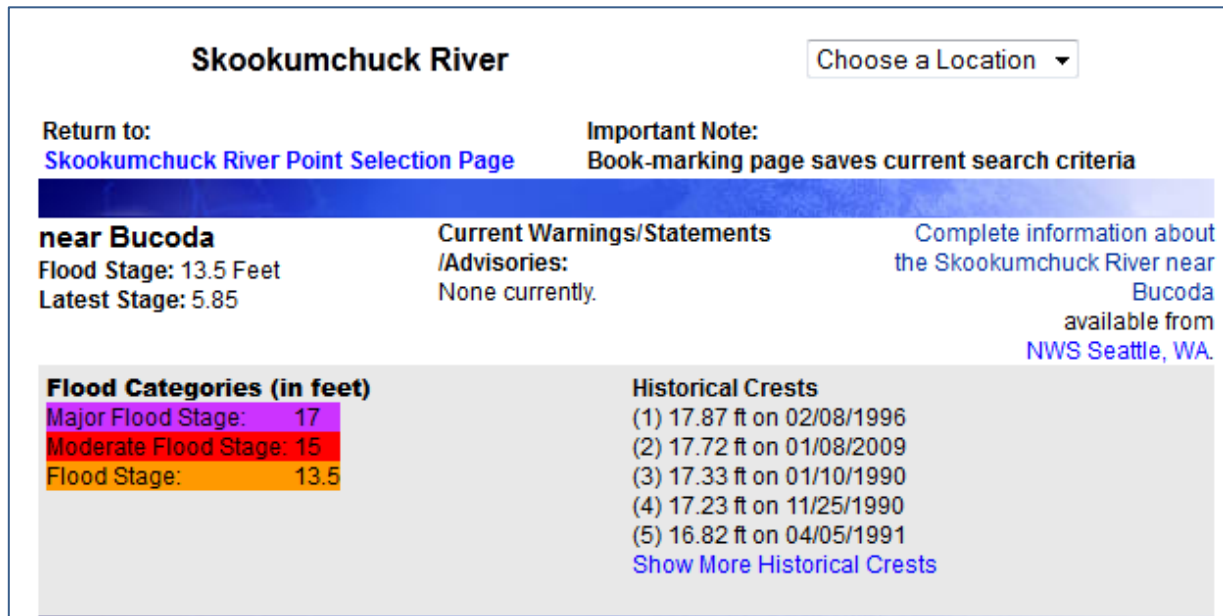 Skookumchuck River
Choose a Location
Return to:
Skookumchuck River Point Selection Page
Important Note:
Book-marking page saves current search criteria
near Bucoda
Flood Stage: 13.5 Feet
Latest Stage: 5.85
Current Warnings/Statements
/Advisories:
None currently.
Complete information about
the Skookumchuck River near
Bucoda
available from
NWS Seattle, WA.
Flood Categories (in feet)
Major Flood Stage: 17
Moderate Flood Stage: 15
Flood Stage: 13.5
Historical Crests
(1) 17.87 ft on 02/08/1996
(2) 17.72 ft on 01/08/2009
(3) 17.33 ft on 01/10/1990
(4) 17.23 ft on 11/25/1990
(5) 16.82 ft on 04/05/1991
Show More Historical Crests